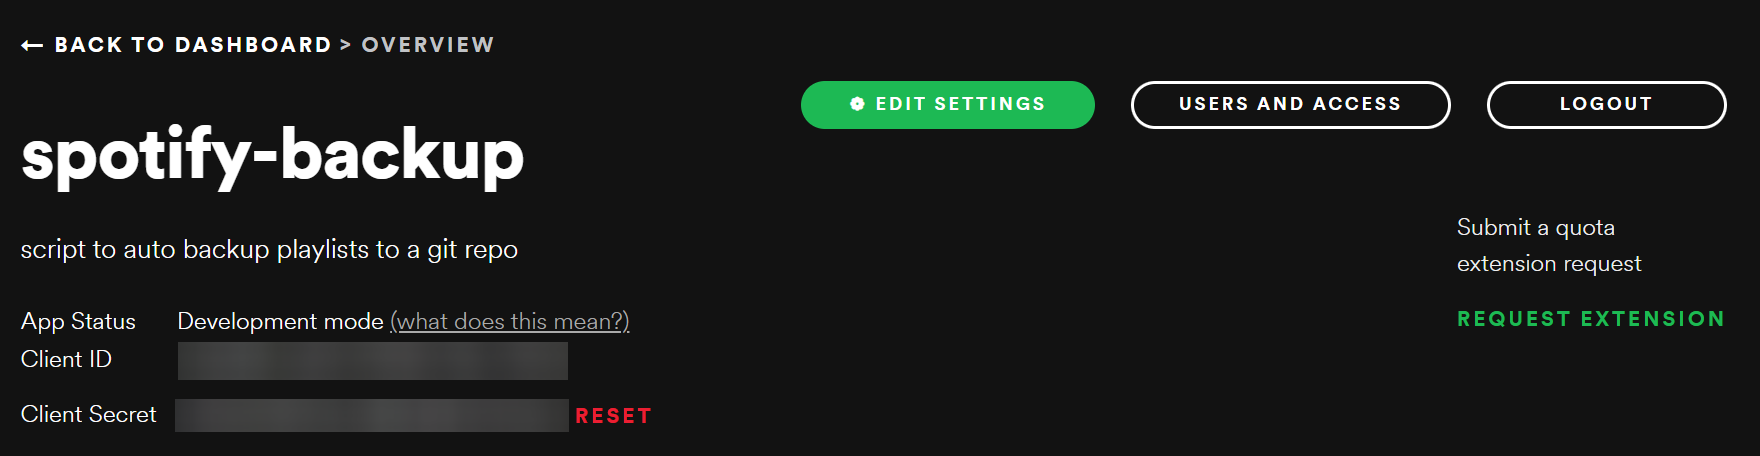 ← BACK TO DASHBOARD > OVERVIEW
EDIT SETTINGS
USERS AND ACCESS
LOGOUT
spotify-backup
script to auto backup playlists to a git repo
Submit a quota
extension request
REQUEST EXTENSION
App Status Development mode (what does this mean?)
Client ID
Client Secret RESET